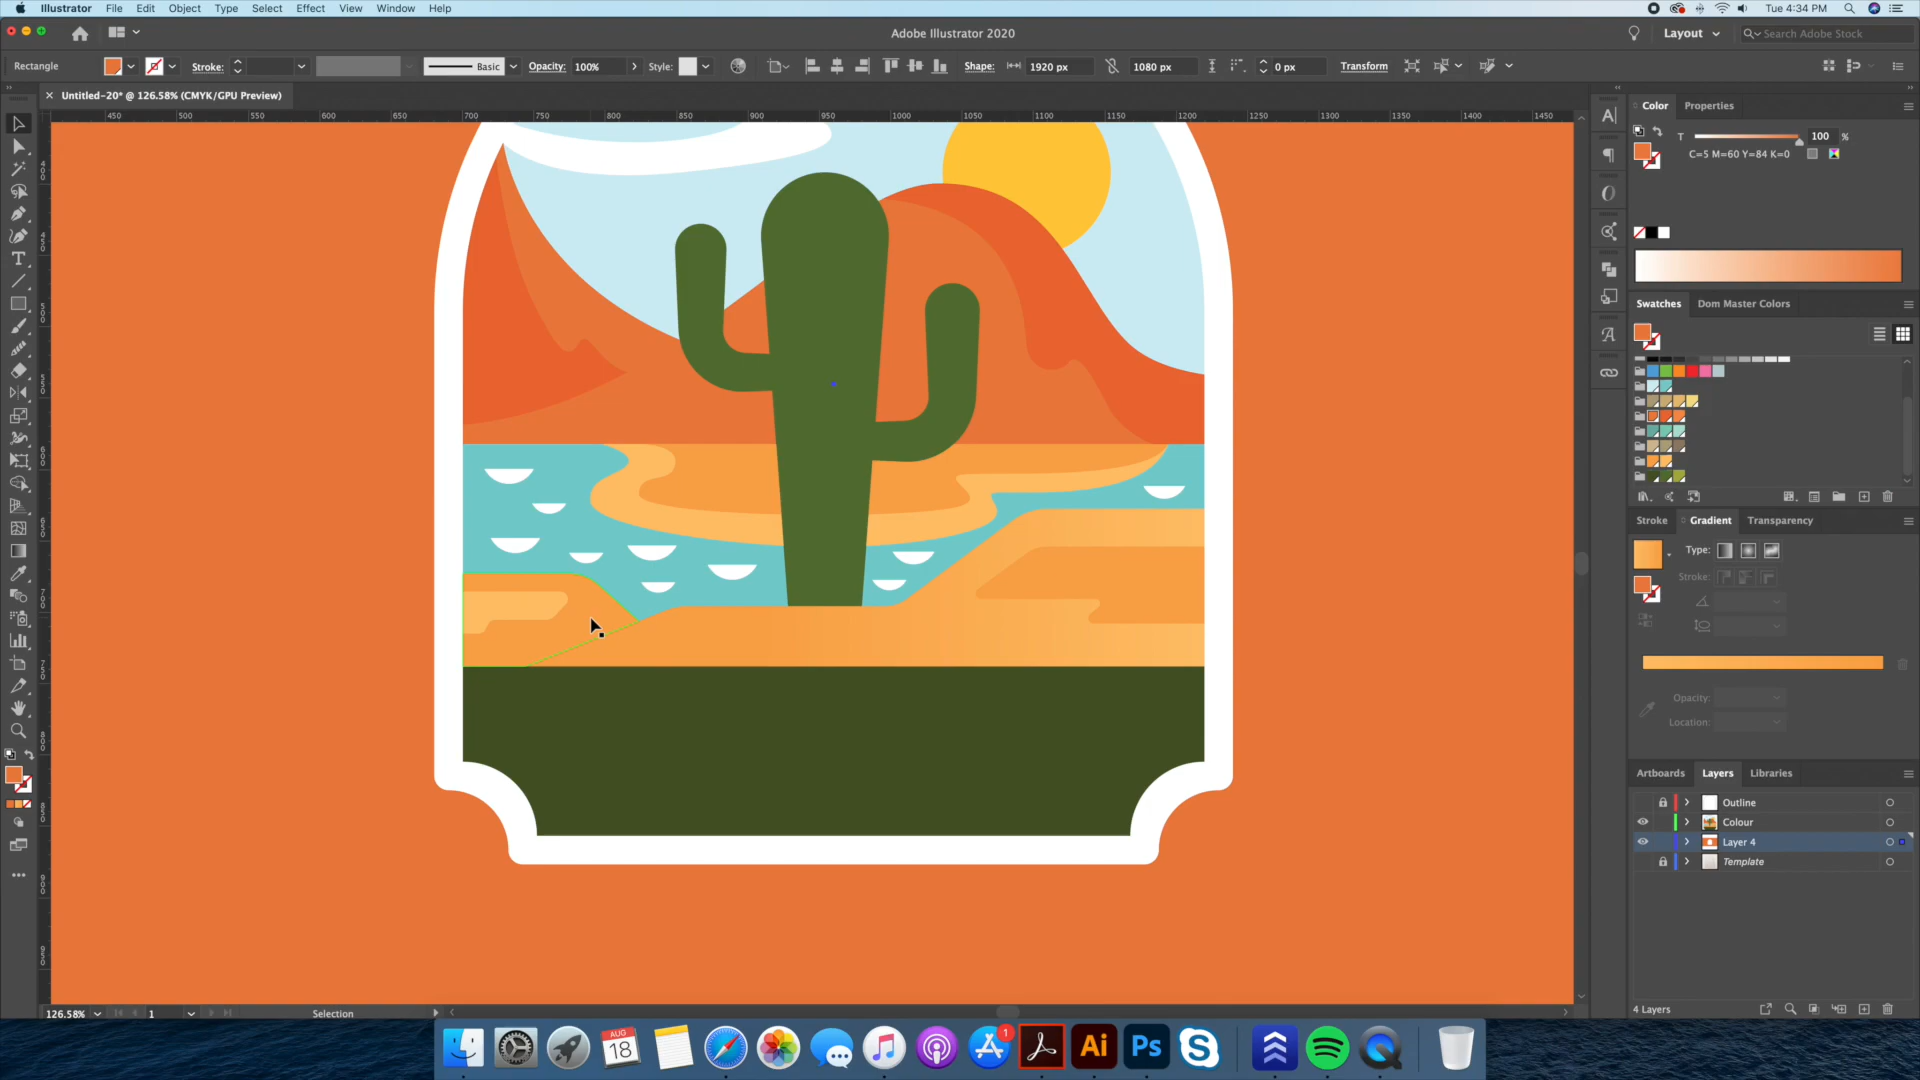 Illustrator File Edit Object Type Select Effect View Window Help Tue 4:34 PM
Adobe Illustrator 2020
Layout
Search Adobe Stock
Rectangle Stroke: Basic Opacity: 100% Style: Shape: 1920 px 1080 px 0 px Transform
Untitled-20* @ 126.58% (CMYK/GPU Preview)
450 500 550 600 650 700 750 800 850 900 950 1000 1050 1100 1150 1200 1250 1300 1350 1400 1450
Color Properties
T 100 %
C=5 M=60 Y=84 K=0
Swatches Dom Master Colors
Stroke Gradient Transparency
Type:
Stroke:
Opacity:
Location:
Artboards Layers Libraries
Outline
Colour
Layer 4
Template
4 Layers
126.58% 1 Selection
AUG
18
1
Ai
Ps